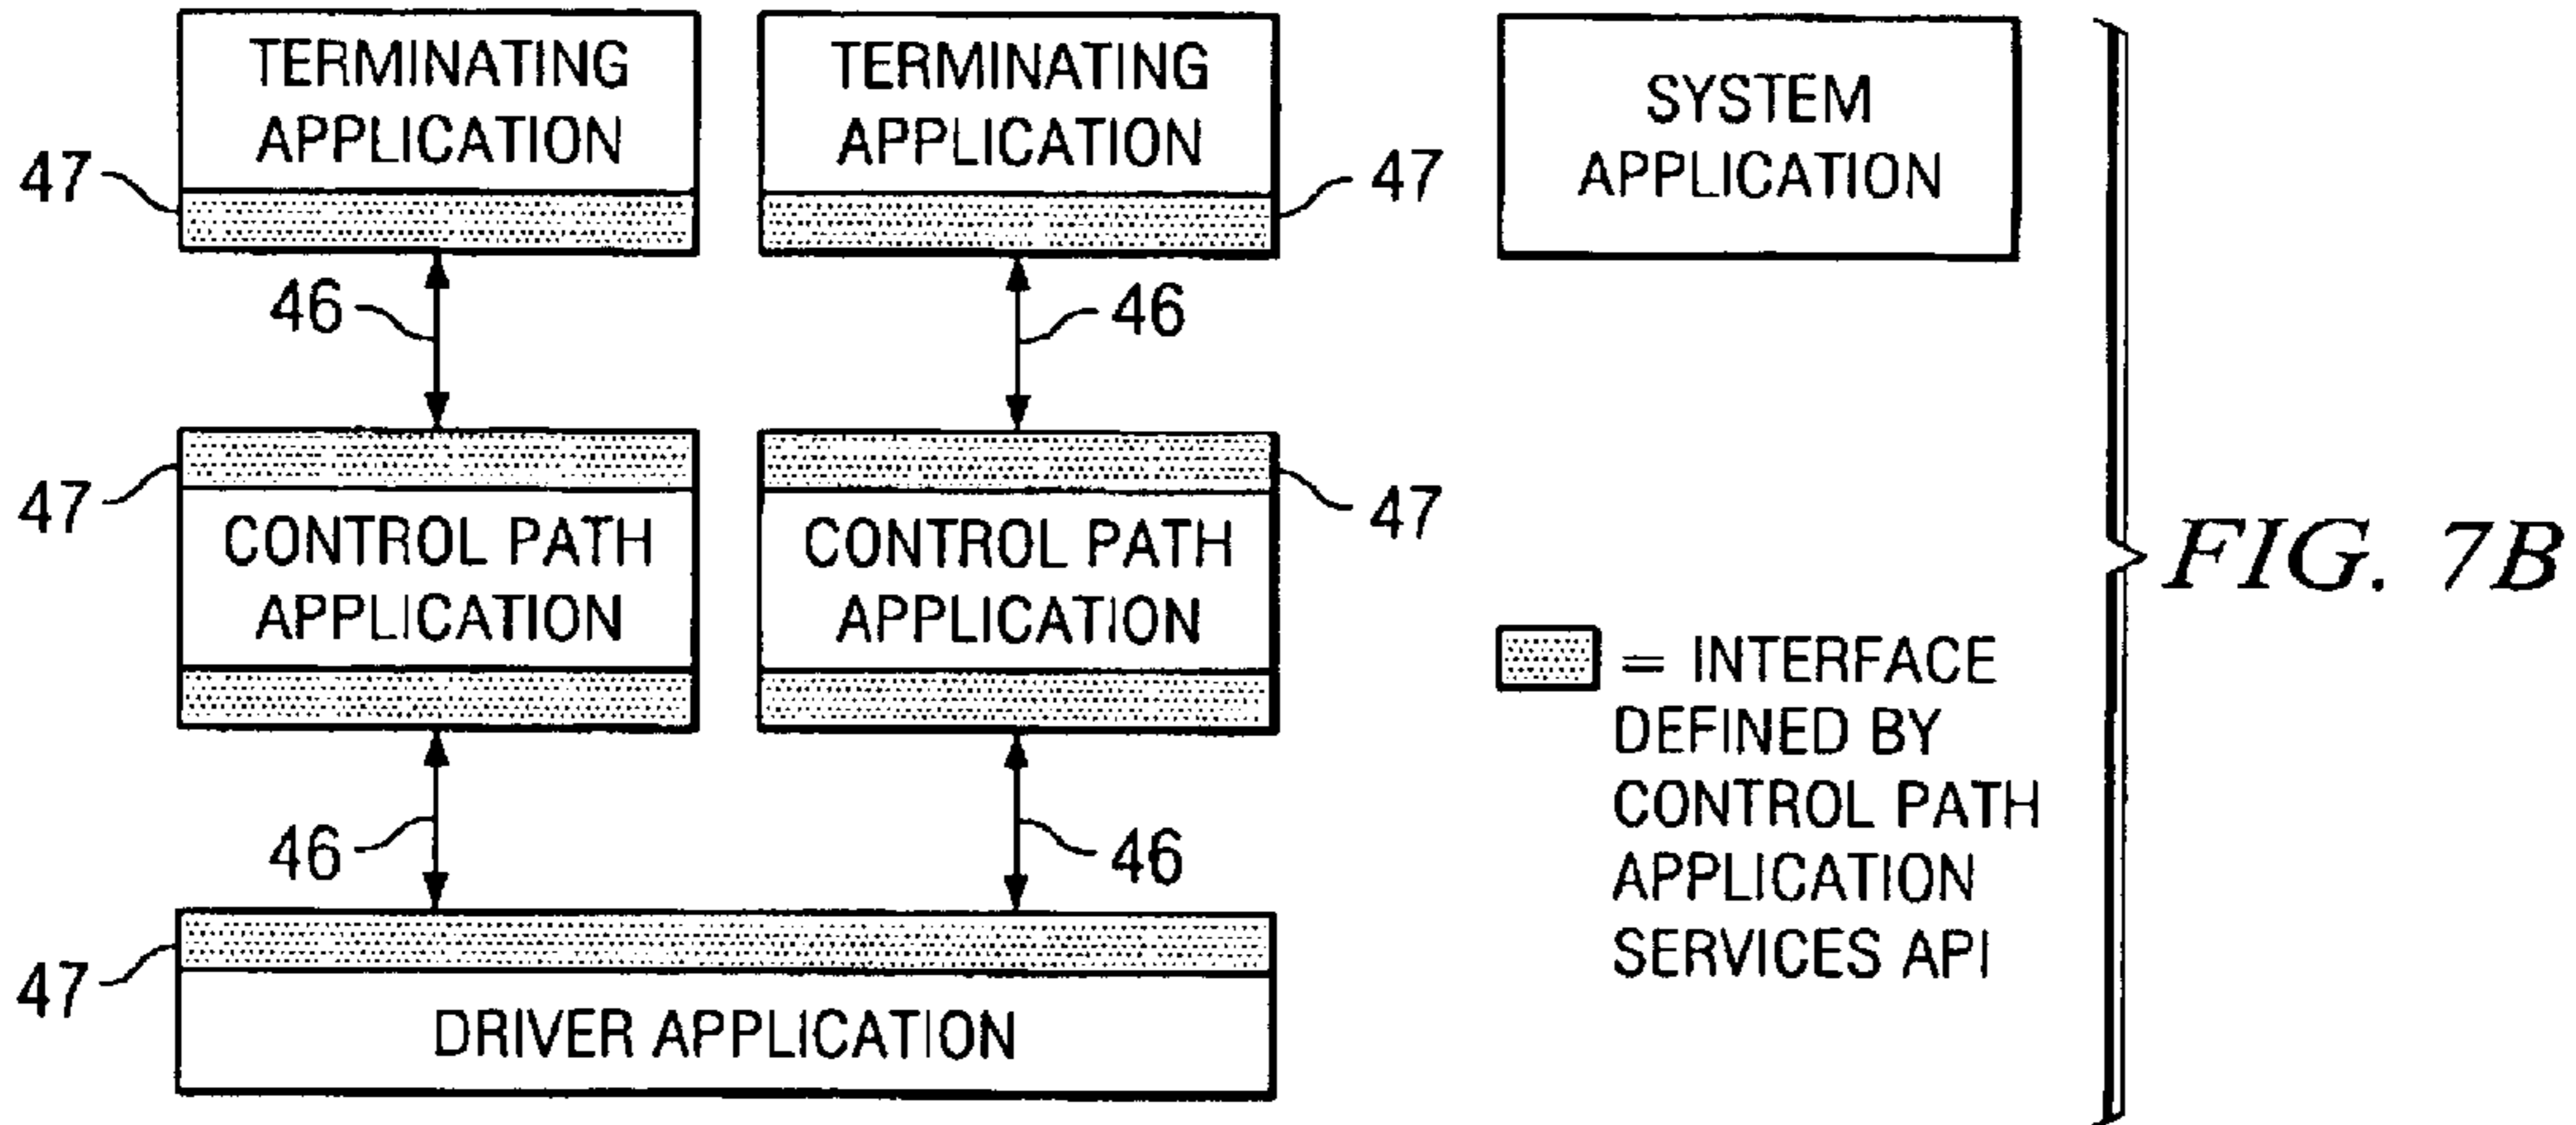 TERMINATING
APPLICATION
TERMINATING
APPLICATION
SYSTEM
APPLICATION
47
47
46
46
47
47
CONTROL PATH
APPLICATION
CONTROL PATH
APPLICATION
46
46
47
DRIVER APPLICATION
= INTERFACE
DEFINED BY
CONTROL PATH
APPLICATION
SERVICES API
FIG. 7B